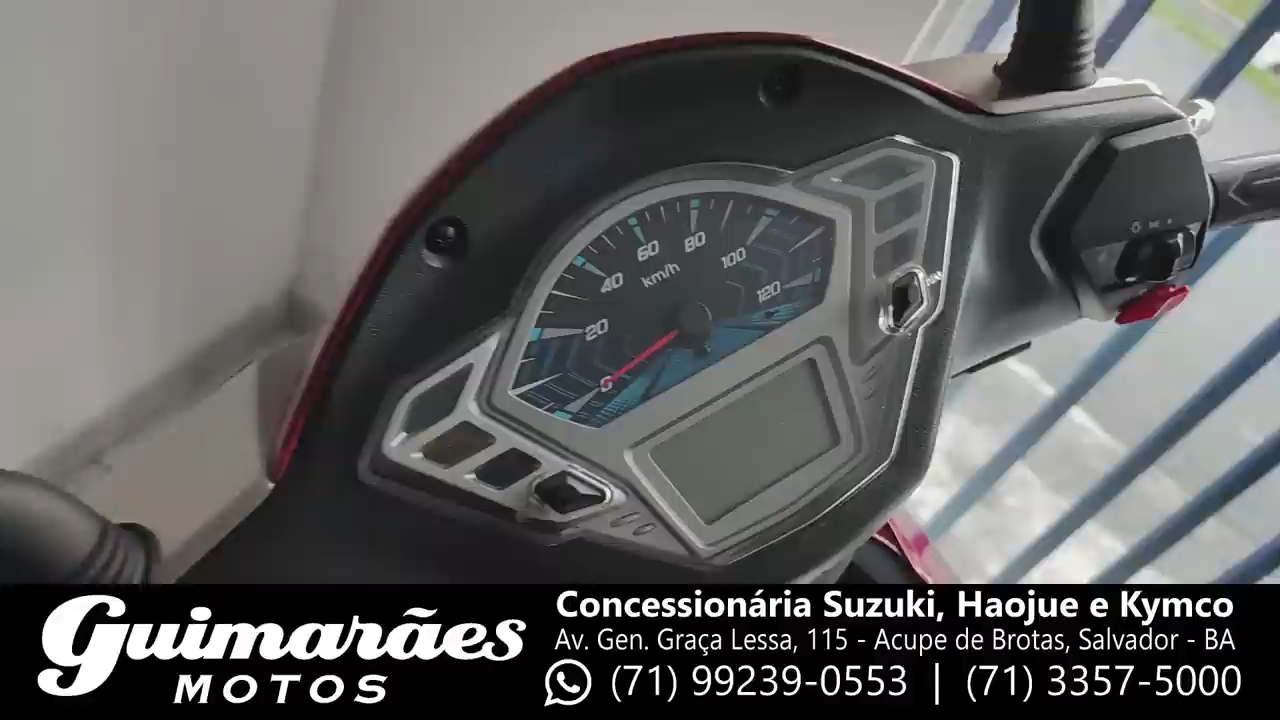 20
40
60
80
100
120
km/h
Guimarães
MOTOS
Concessionária Suzuki, Haojue e Kymco
Av. Gen. Graça Lessa, 115 - Acupe de Brotas, Salvador - BA
(71) 99239-0553 | (71) 3357-5000